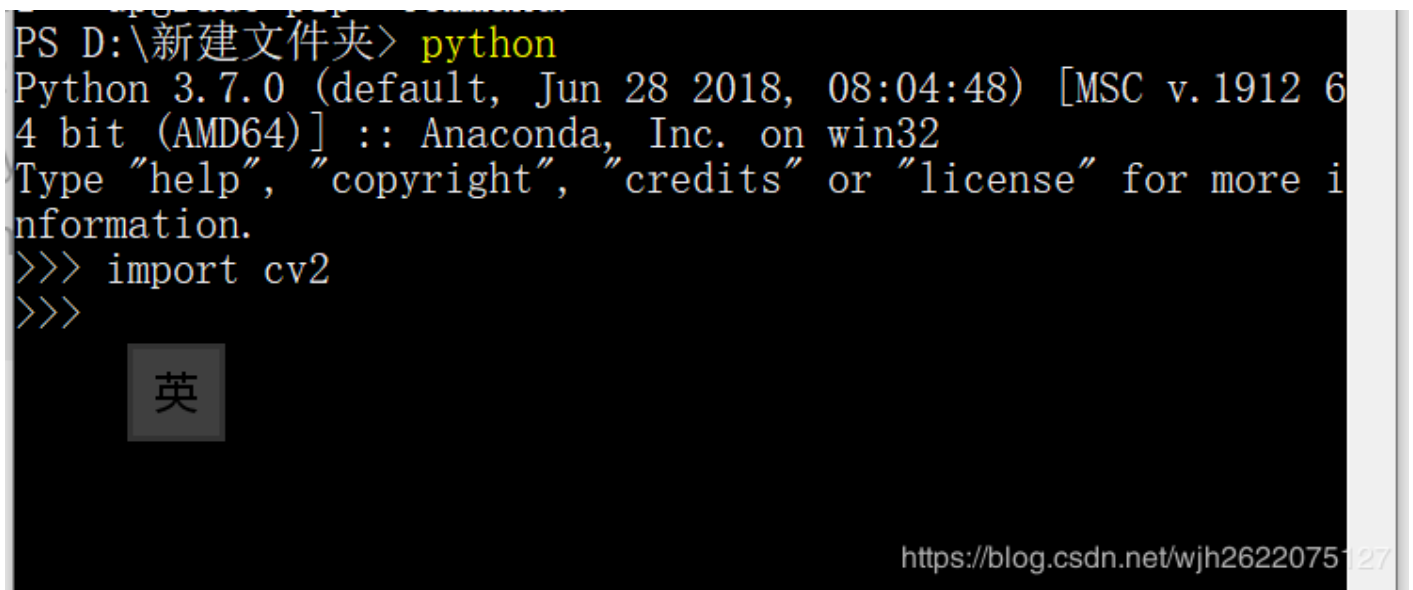 PS D:\新建文件夹> python
Python 3.7.0 (default, Jun 28 2018, 08:04:48) [MSC v.1912 6
4 bit (AMD64)] :: Anaconda, Inc. on win32
Type "help", "copyright", "credits" or "license" for more i
nformation.
>>> import cv2
>>>
英
https://blog.csdn.net/wjh2622075127